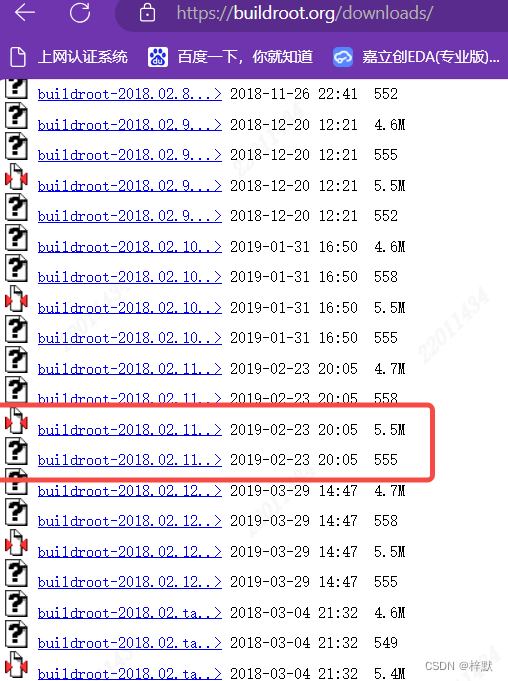 https://buildroot.org/downloads/
上网认证系统 百度一下，你就知道 嘉立创EDA(专业版)...
buildroot-2018.02.8...> 2018-11-26 22:41 552
buildroot-2018.02.9...> 2018-12-20 12:21 4.6M
buildroot-2018.02.9...> 2018-12-20 12:21 555
buildroot-2018.02.9...> 2018-12-20 12:21 5.5M
buildroot-2018.02.9...> 2018-12-20 12:21 552
buildroot-2018.02.10..> 2019-01-31 16:50 4.6M
buildroot-2018.02.10..> 2019-01-31 16:50 558
buildroot-2018.02.10..> 2019-01-31 16:50 5.5M
buildroot-2018.02.10..> 2019-01-31 16:50 555
buildroot-2018.02.11..> 2019-02-23 20:05 4.7M
buildroot-2018.02.11..> 2019-02-23 20:05 558
buildroot-2018.02.11..> 2019-02-23 20:05 5.5M
buildroot-2018.02.11..> 2019-02-23 20:05 555
buildroot-2018.02.12..> 2019-03-29 14:47 4.7M
buildroot-2018.02.12..> 2019-03-29 14:47 558
buildroot-2018.02.12..> 2019-03-29 14:47 5.5M
buildroot-2018.02.12..> 2019-03-29 14:47 555
buildroot-2018.02.ta..> 2018-03-04 21:32 4.6M
buildroot-2018.02.ta..> 2018-03-04 21:32 549
buildroot-2018.02.ta..> 2018-03-04 21:32 5.4M
22011434
CSDN @梓默